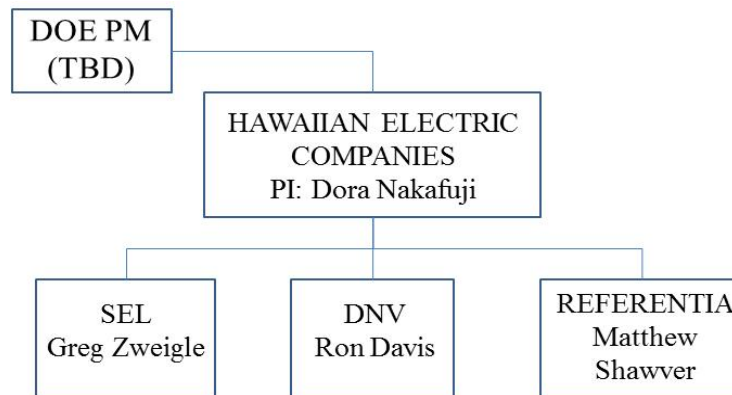 DOE PM
(TBD)
HAWAIIAN ELECTRIC
COMPANIES
PI: Dora Nakafuji
SEL
Greg Zweigle
DNV
Ron Davis
REFERENTIA
Matthew
Shawver